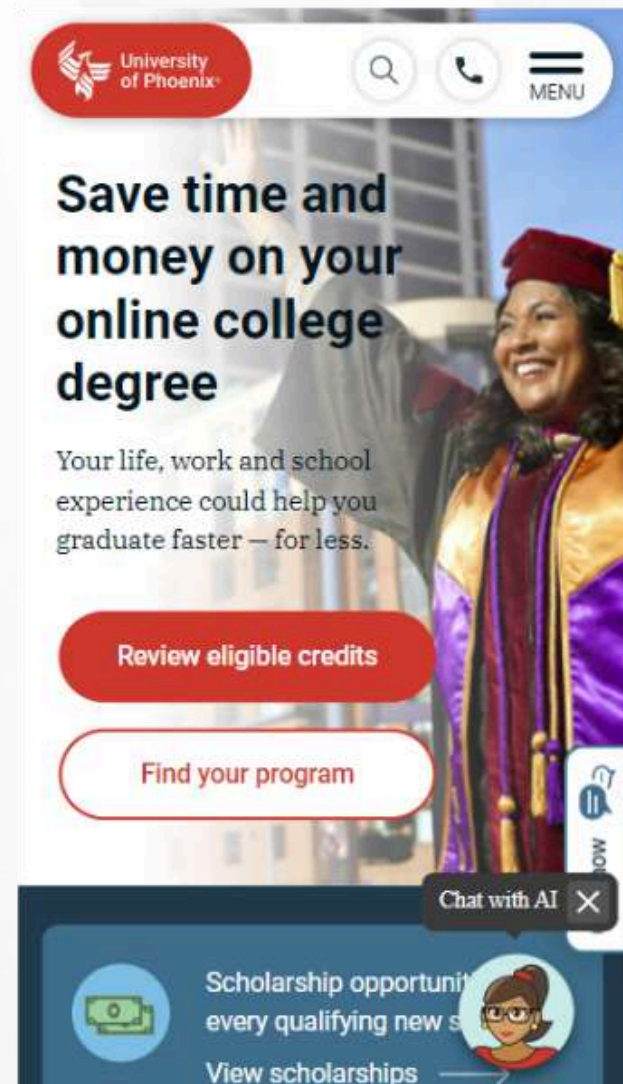 University
of Phoenix
MENU
Save time and
money on your
online college
degree
Your life, work and school
experience could help you
graduate faster — for less.
Review eligible credits
Find your program
now
Chat with AI
Scholarship opportunit
every qualifying new s
View scholarships